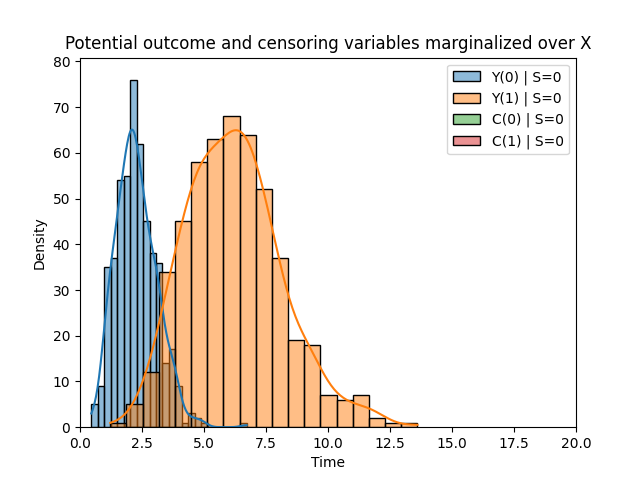 Potential outcome and censoring variables marginalized over X
80
70
60
50
40
30
20
10
0
Density
Y(0) | S=0
Y(1) | S=0
C(0) | S=0
C(1) | S=0
0.0 2.5 5.0 7.5 10.0 12.5 15.0 17.5 20.0
Time